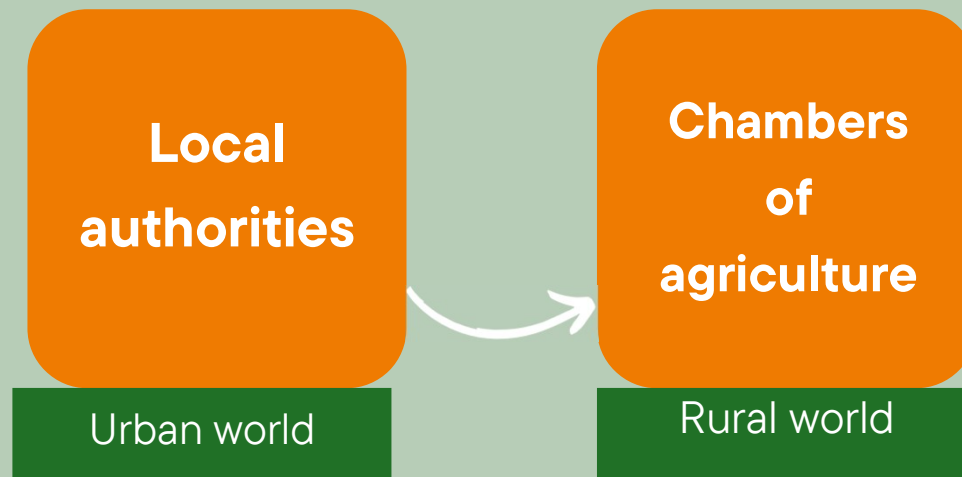 Local
authorities
Urban world
Chambers
of
agriculture
Rural world